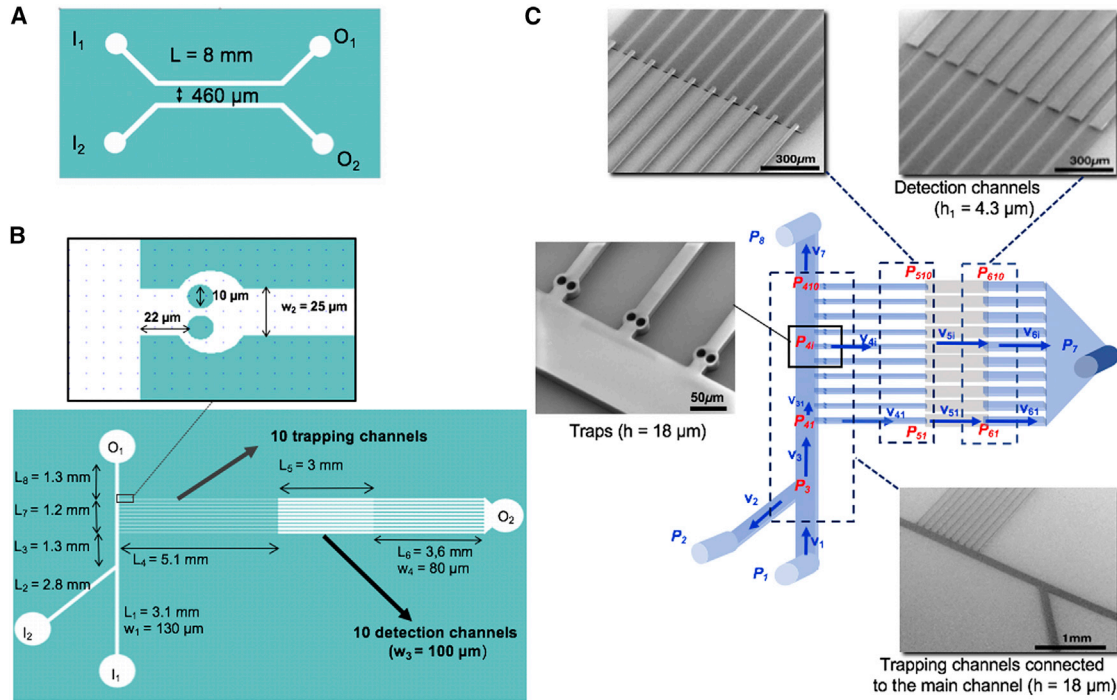 A
I1
O1
L = 8 mm
460 µm
I2
O2
B
10 µm
w2 = 25µm
22 µm
O1
10 trapping channels
L8 = 1.3 mm
L5 = 3 mm
L7 = 1.2 mm
O2
L3 = 1.3 mm
L4 = 5.1 mm
L6 = 3,6 mm
w4 = 80 µm
L2 = 2.8 mm
L1 = 3.1 mm
w1 = 130 µm
I2
10 detection channels
(w3 = 100 µm)
I1
C
300µm
300µm
Detection channels
(h1 = 4.3 µm)
P8
v7
P410
P510
P610
P4i
v4i
v5i
v6i
P7
50µm
Traps (h = 18 µm)
v31
v41
v51
v61
P41
P51
P61
v3
P3
v2
P2
v1
P1
1mm
Trapping channels connected
to the main channel (h = 18 µm)